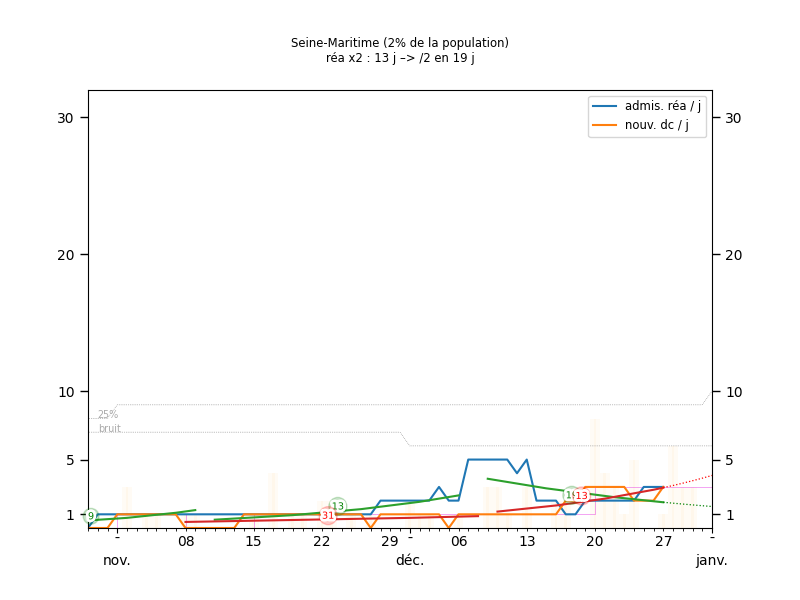 Seine-Maritime (2% de la population)
réa x2 : 13 j –> /2 en 19 j
admis. réa / j
nouv. dc / j
30
30
20
20
10
10
25%
bruit
5
5
13
13
9
31
1
1
08
15
22
29
06
13
20
27
nov.
déc.
janv.